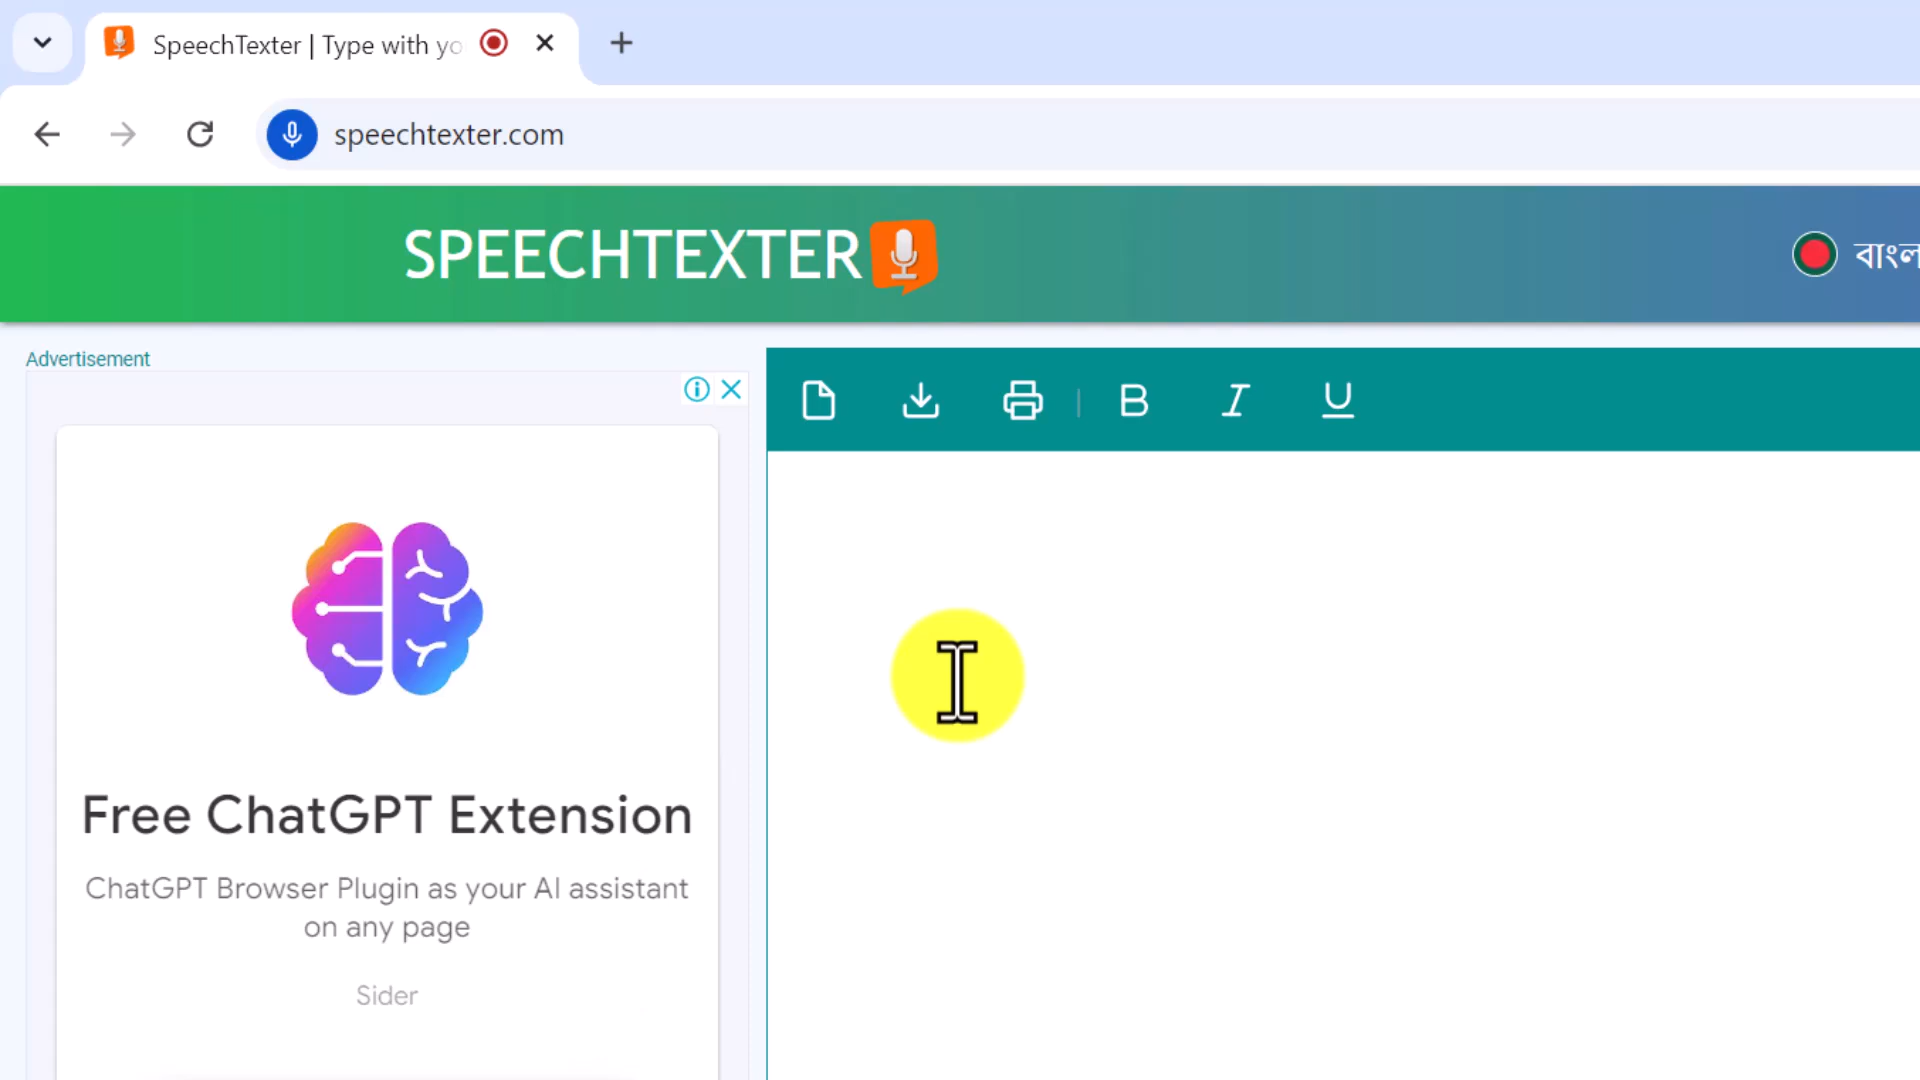 SpeechTexter | Type with yo
speechtexter.com
SPEECHTEXTER
বাংল
Advertisement
B I U
Free ChatGPT Extension
ChatGPT Browser Plugin as your AI assistant
on any page
Sider